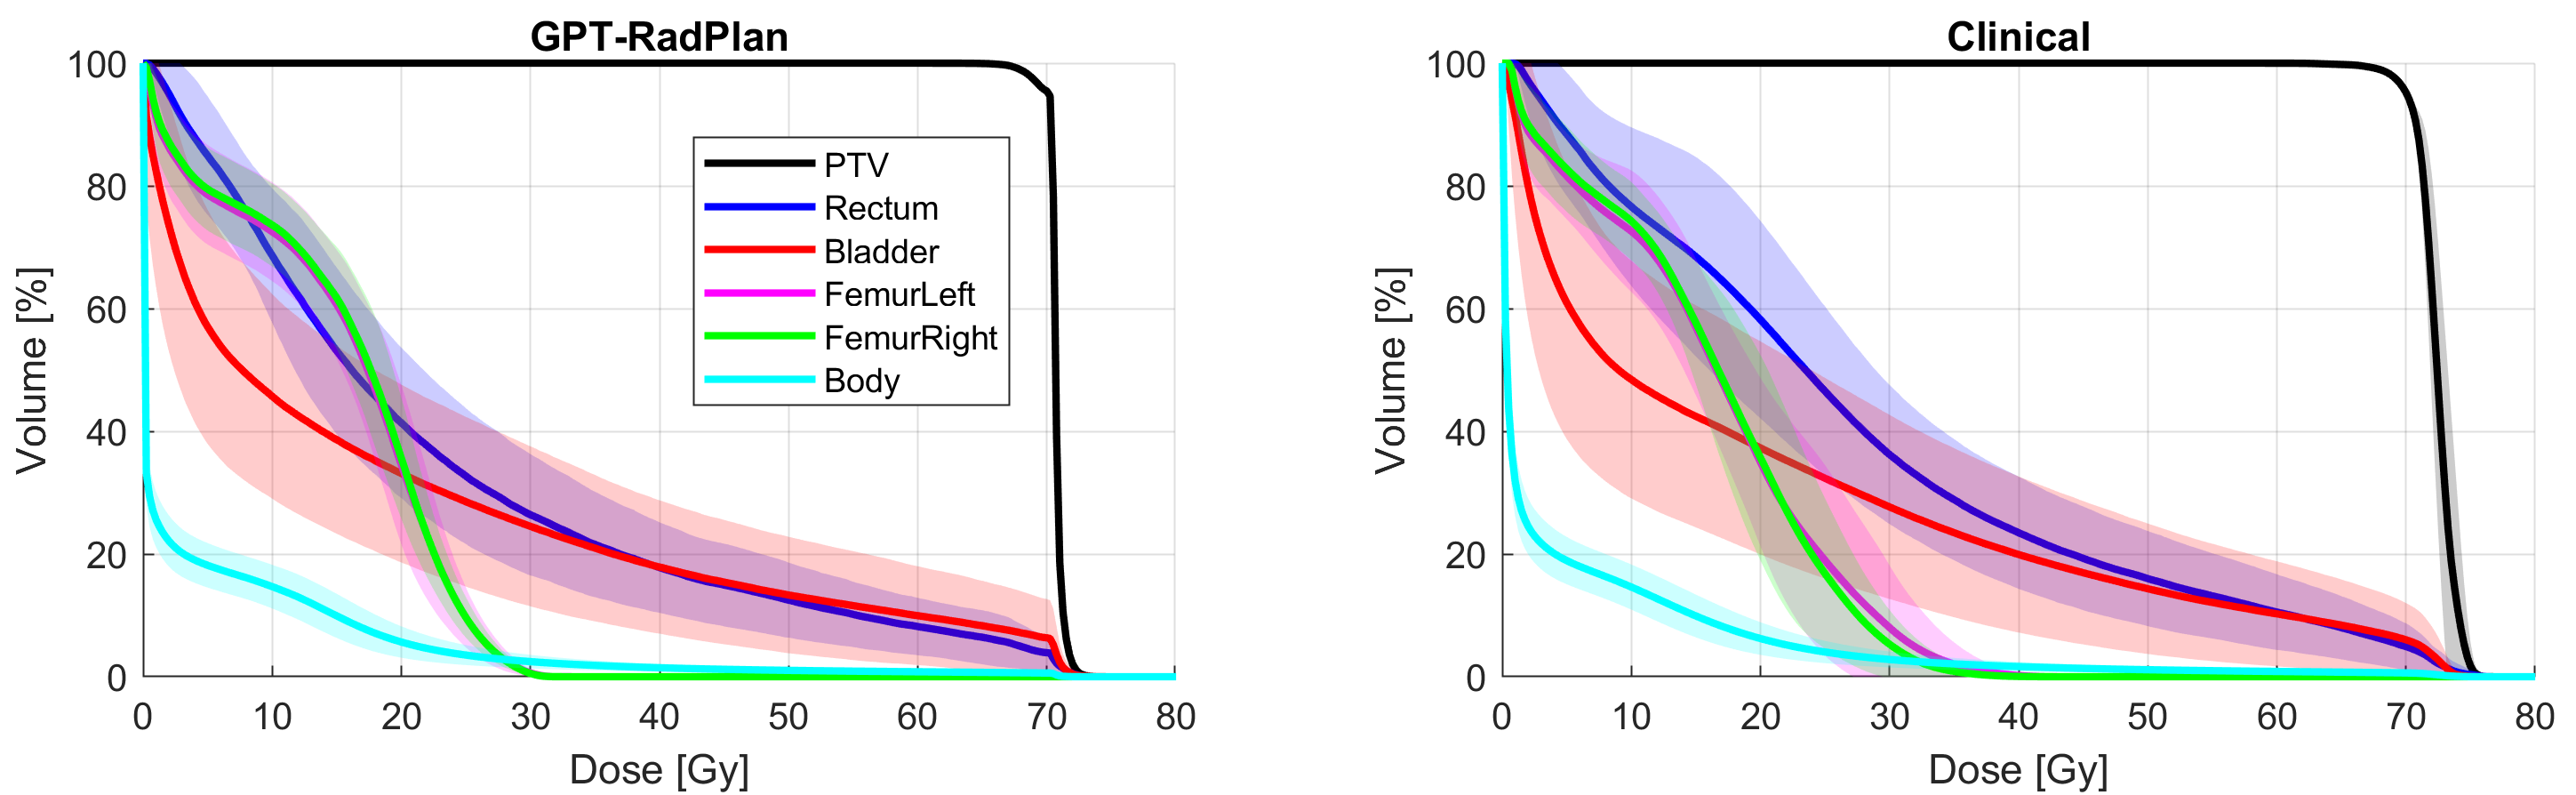 GPT-RadPlan
Volume [%]
100
80
60
40
20
0
PTV
Rectum
Bladder
FemurLeft
FemurRight
Body
0 10 20 30 40 50 60 70 80
Dose [Gy]
Clinical
Volume [%]
100
80
60
40
20
0
0 10 20 30 40 50 60 70 80
Dose [Gy]